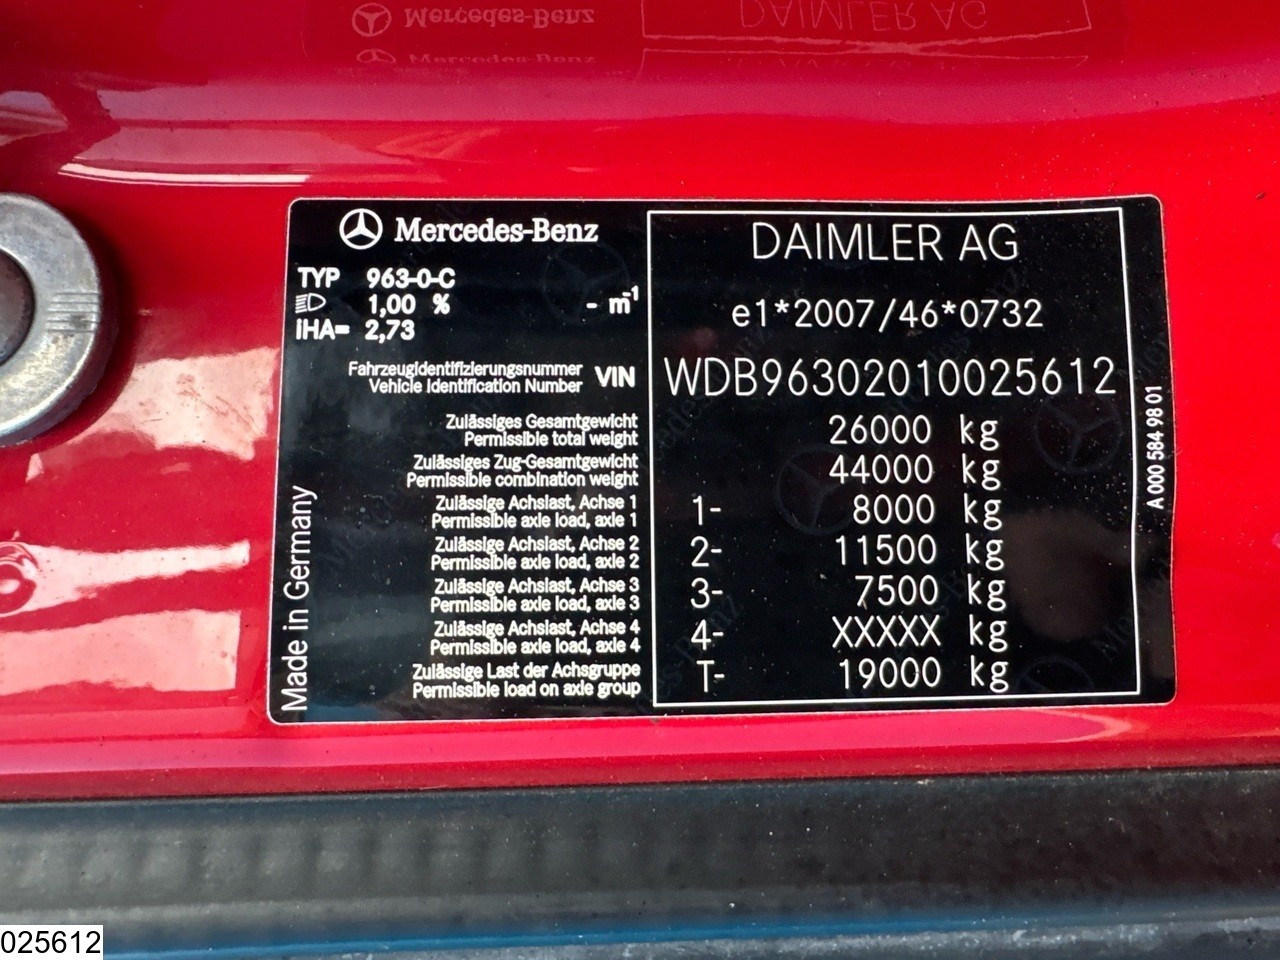 Mercedes-Benz
DAIMLER AG
TYP 963-0-C
1,00 % - m-1
iHA= 2,73
e1*2007/46*0732
Fahrzeugidentifizierungsnummer
Vehicle Identification Number
VIN WDB96302010025612
Zulässiges Gesamtgewicht
Permissible total weight
26000 kg
Zulässiges Zug-Gesamtgewicht
Permissible combination weight
44000 kg
Zulässige Achslast, Achse 1
Permissible axle load, axle 1
1- 8000 kg
Zulässige Achslast, Achse 2
Permissible axle load, axle 2
2- 11500 kg
Zulässige Achslast, Achse 3
Permissible axle load, axle 3
3- 7500 kg
Zulässige Achslast, Achse 4
Permissible axle load, axle 4
4- XXXXX kg
Zulässige Last der Achsgruppe
Permissible load on axle group
T- 19000 kg
Made in Germany
A 000 584 98 01
025612